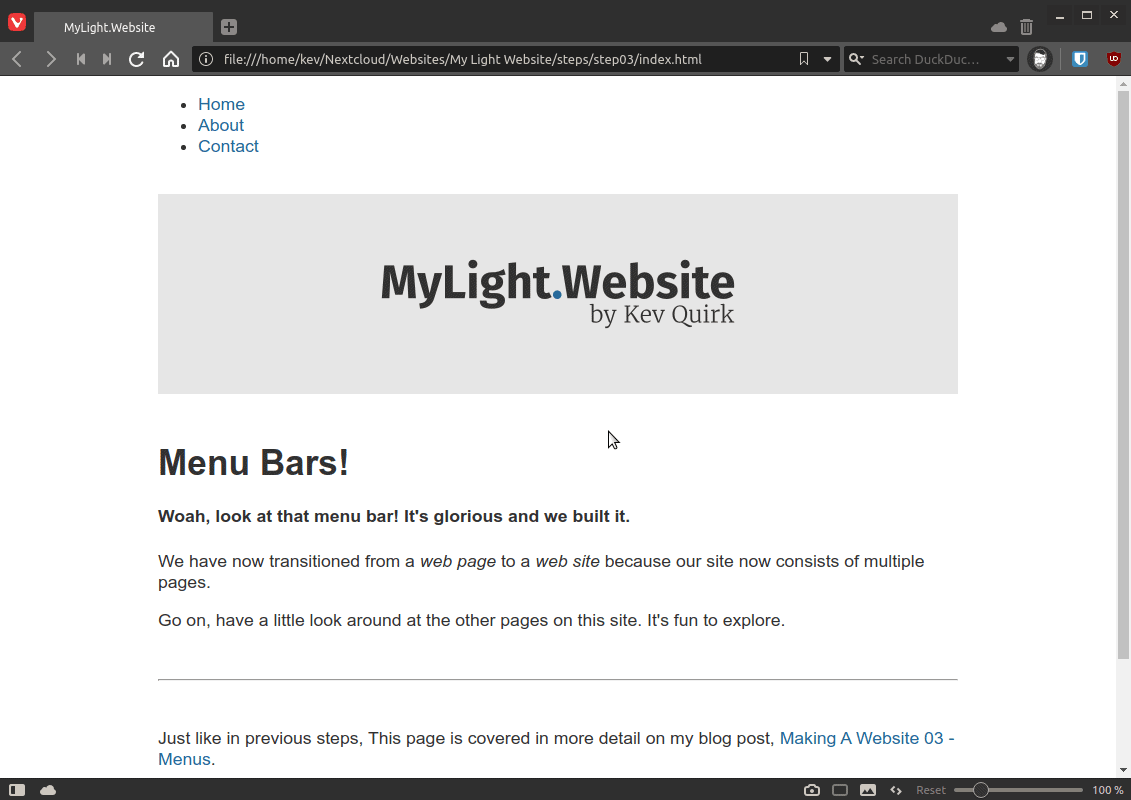 MyLight.Website
file:///home/kev/Nextcloud/Websites/My Light Website/steps/step03/index.html
Search DuckDuc...
UD
Home
About
Contact
MyLight.Website
by Kev Quirk
Menu Bars!
Woah, look at that menu bar! It's glorious and we built it.
We have now transitioned from a web page to a web site because our site now consists of multiple
pages.
Go on, have a little look around at the other pages on this site. It's fun to explore.
Just like in previous steps, This page is covered in more detail on my blog post, Making A Website 03 -
Menus.
Reset
100 %